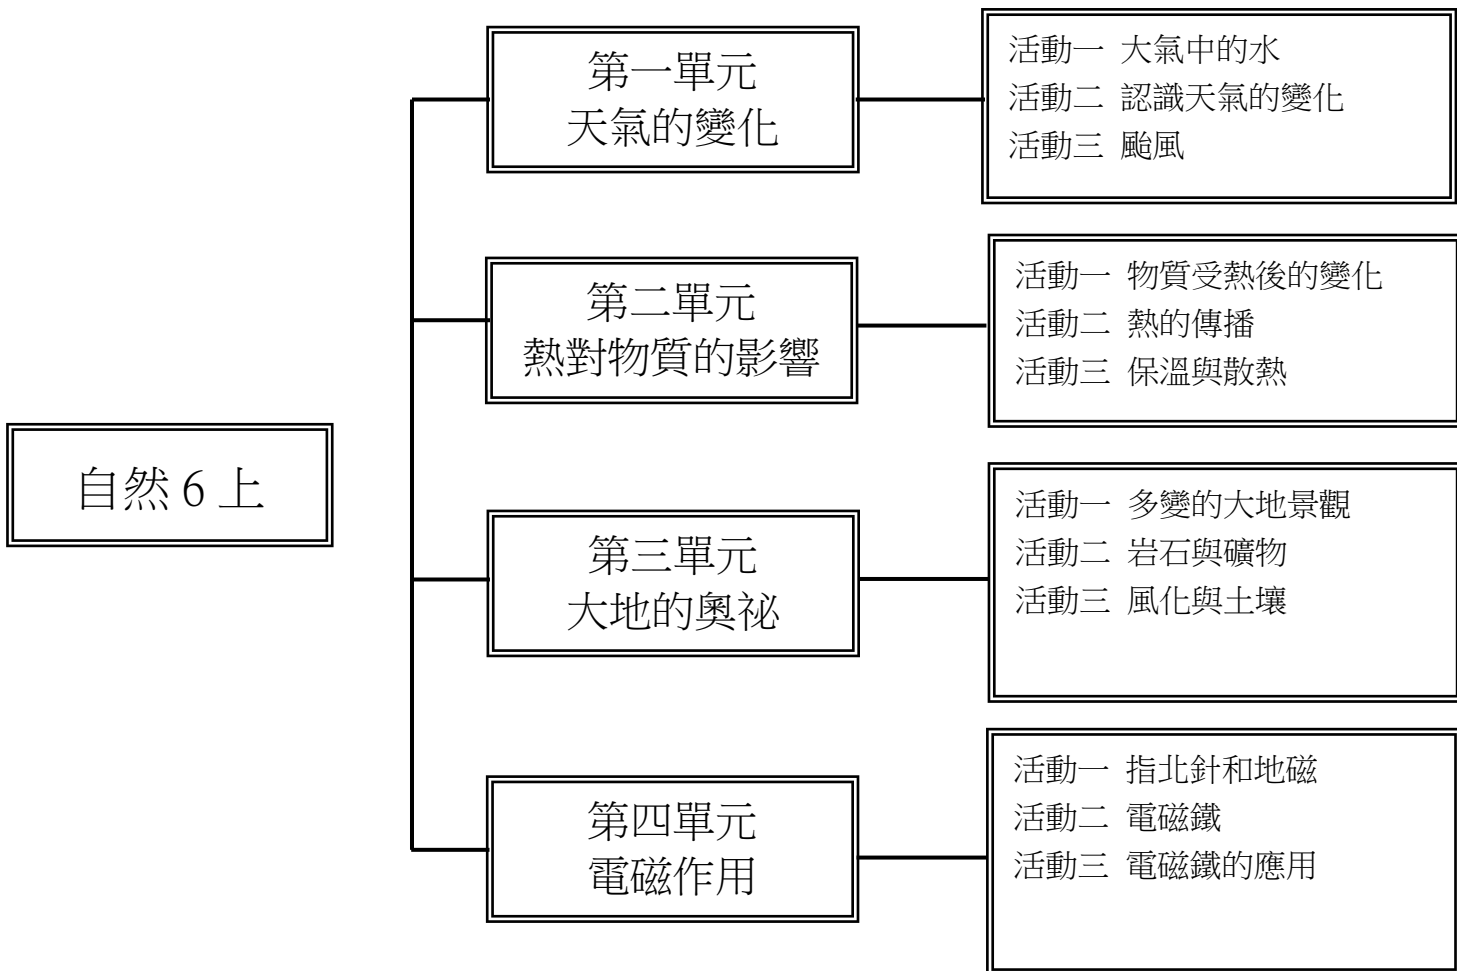 自然 6 上
第一單元
天氣的變化
活動一 大氣中的水
活動二 認識天氣的變化
活動三 颱風
第二單元
熱對物質的影響
活動一 物質受熱後的變化
活動二 熱的傳播
活動三 保溫與散熱
第三單元
大地的奧祕
活動一 多變的大地景觀
活動二 岩石與礦物
活動三 風化與土壤
第四單元
電磁作用
活動一 指北針和地磁
活動二 電磁鐵
活動三 電磁鐵的應用